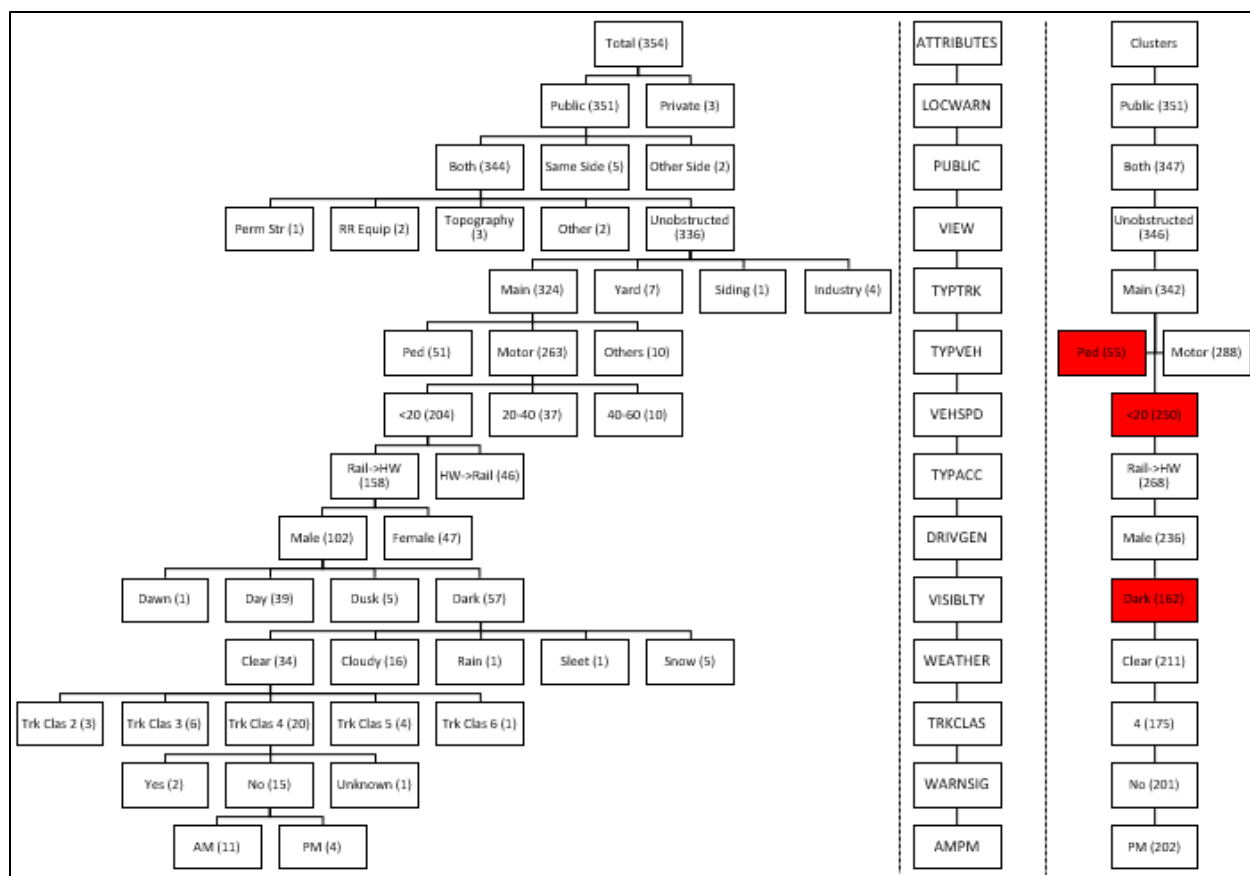 Total (354)
ATTRIBUTES
Clusters
Public (351)
Private (3)
LOCWARN
Public (351)
Both (344)
Same Side (5)
Other Side (2)
PUBLIC
Both (347)
Perm Str (1)
RR Equip (2)
Topography
(3)
Other (2)
Unobstructed
(336)
VIEW
Unobstructed
(346)
Main (324)
Yard (7)
Siding (1)
Industry (4)
TYPTRK
Main (342)
Ped (51)
Motor (263)
Others (10)
TYPVEH
Ped (55)
Motor (288)
<20 (204)
20-40 (37)
40-60 (10)
VEHSPD
<20 (250)
Rail->HW
(158)
HW->Rail (46)
TYPACC
Rail->HW
(268)
Male (102)
Female (47)
DRIVGEN
Male (236)
Dawn (1)
Day (39)
Dusk (5)
Dark (57)
VISIBLTY
Dark (162)
Clear (34)
Cloudy (16)
Rain (1)
Sleet (1)
Snow (5)
WEATHER
Clear (211)
Trk Clas 2 (3)
Trk Clas 3 (6)
Trk Clas 4 (20)
Trk Clas 5 (4)
Trk Clas 6 (1)
TRKCLAS
4 (175)
Yes (2)
No (15)
Unknown (1)
WARNSIG
No (201)
AM (11)
PM (4)
AMPM
PM (202)